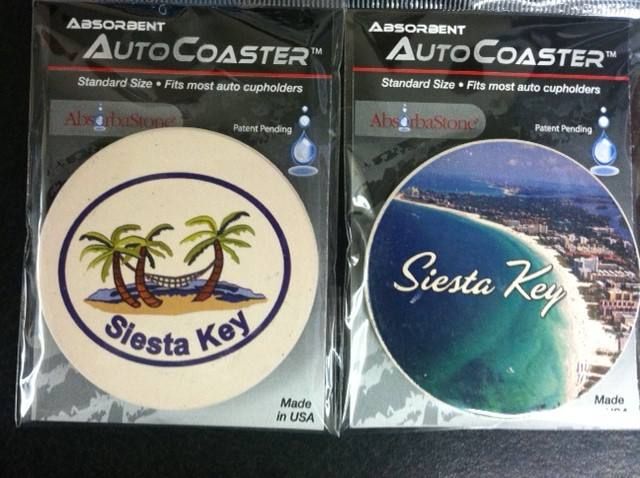 ABSORBENT
AUTOCOASTER™
Standard Size • Fits most auto cupholders
AbsorbaStone®
Patent Pending
Siesta Key
Made
in USA
ABSORBENT
AUTOCOASTER™
Standard Size • Fits most auto cupholders
AbsorbaStone®
Patent Pending
Siesta Key
Made